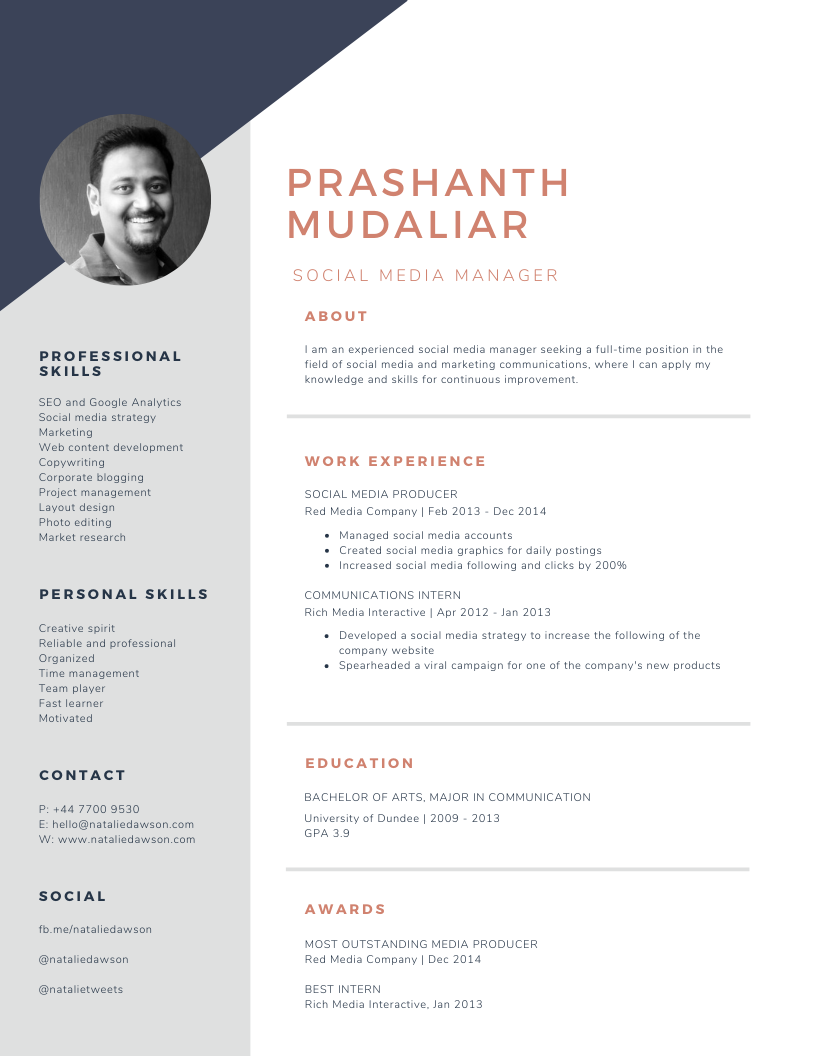 PRASHANTH
MUDALIAR
SOCIAL MEDIA MANAGER
ABOUT
I am an experienced social media manager seeking a full-time position in the
field of social media and marketing communications, where I can apply my
knowledge and skills for continuous improvement.
WORK EXPERIENCE
SOCIAL MEDIA PRODUCER
Red Media Company | Feb 2013 - Dec 2014
• Managed social media accounts
• Created social media graphics for daily postings
• Increased social media following and clicks by 200%
COMMUNICATIONS INTERN
Rich Media Interactive | Apr 2012 - Jan 2013
• Developed a social media strategy to increase the following of the
company website
• Spearheaded a viral campaign for one of the company's new products
EDUCATION
BACHELOR OF ARTS, MAJOR IN COMMUNICATION
University of Dundee | 2009 - 2013
GPA 3.9
AWARDS
MOST OUTSTANDING MEDIA PRODUCER
Red Media Company | Dec 2014
BEST INTERN
Rich Media Interactive, Jan 2013
PROFESSIONAL
SKILLS
SEO and Google Analytics
Social media strategy
Marketing
Web content development
Copywriting
Corporate blogging
Project management
Layout design
Photo editing
Market research
PERSONAL SKILLS
Creative spirit
Reliable and professional
Organized
Time management
Team player
Fast learner
Motivated
CONTACT
P: +44 7700 9530
E: hello@nataliedawson.com
W: www.nataliedawson.com
SOCIAL
fb.me/nataliedawson
@nataliedawson
@natalietweets